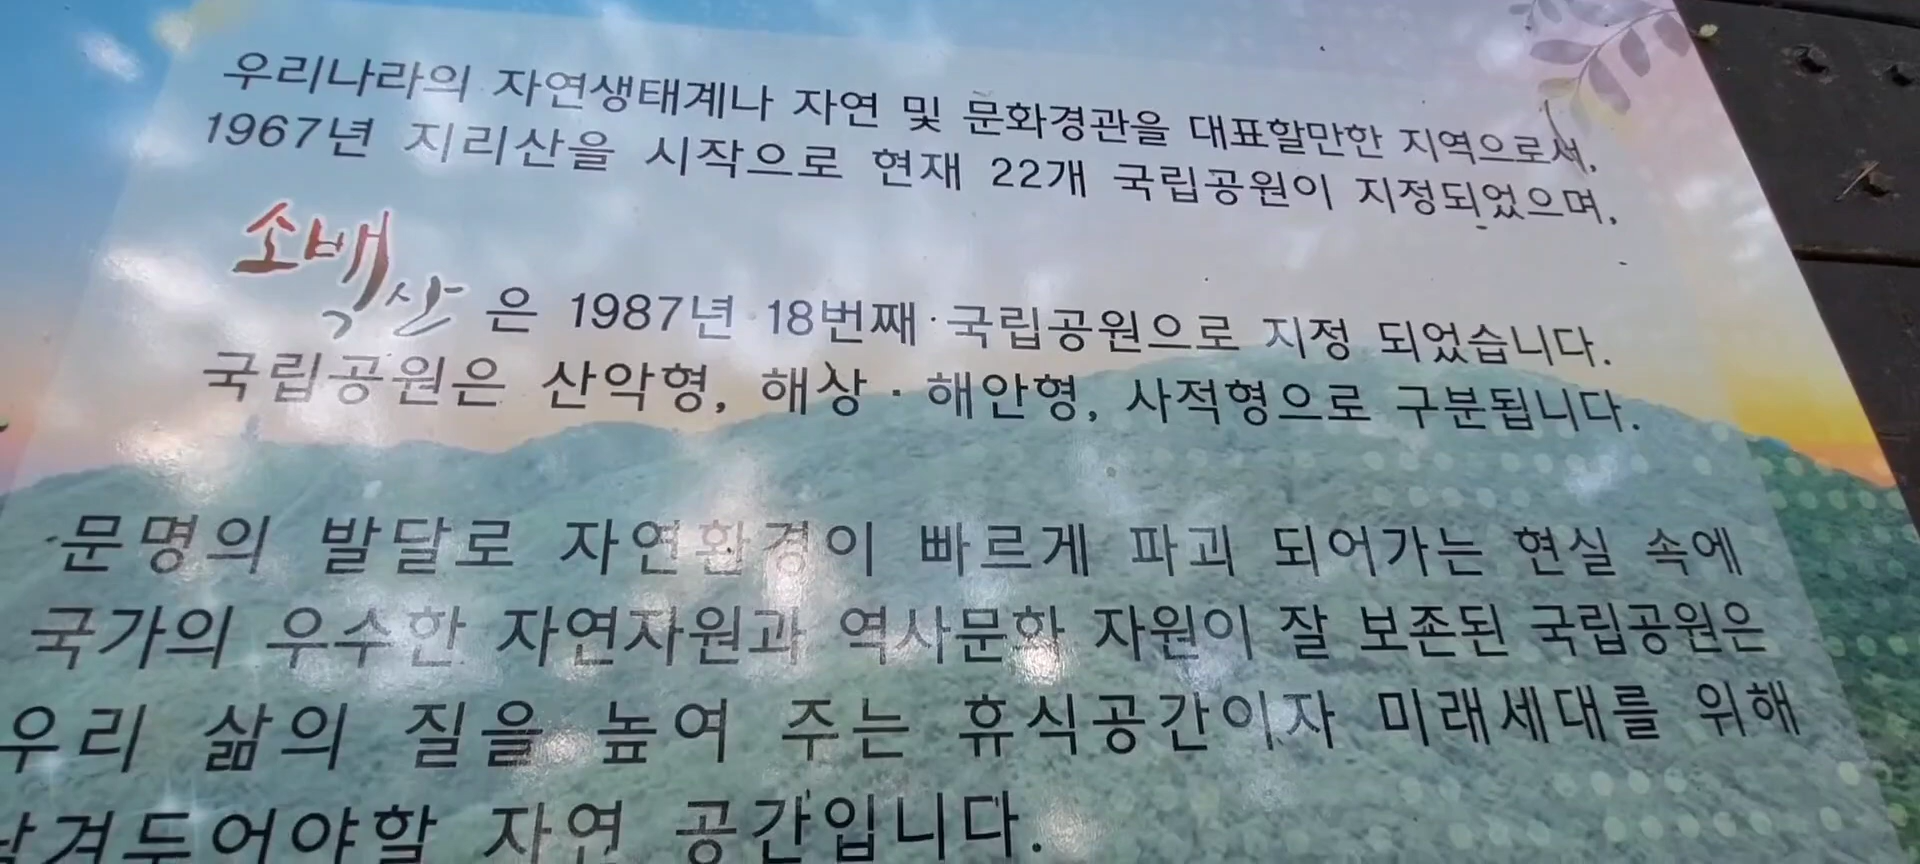 우리나라의 자연생태계나 자연 및 문화경관을 대표할만한 지역으로서,
1967년 지리산을 시작으로 현재 22개 국립공원이 지정되었으며,
소백산은 1987년 18번째 국립공원으로 지정 되었습니다.
국립공원은 산악형, 해상·해안형, 사적형으로 구분됩니다.
문명의 발달로 자연환경이 빠르게 파괴 되어가는 현실 속에
국가의 우수한 자연자원과 역사문화 자원이 잘 보존된 국립공원은
우리 삶의 질을 높여 주는 휴식공간이자 미래세대를 위해
남겨두어야할 자연 공간입니다.